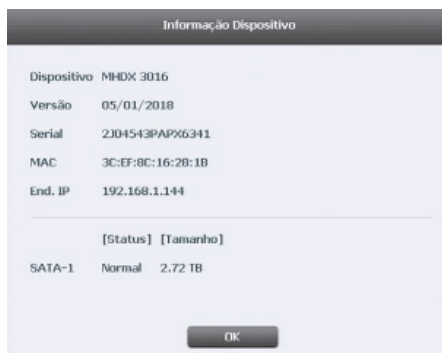 Informação Dispositivo
Dispositivo MHDX 3016
Versão 05/01/2018
Serial 2J04543PAPX6341
MAC 3C:EF:8C:16:28:1B
End. IP 192.168.1.144
[Status] [Tamanho]
SATA-1 Normal 2.72 TB
OK